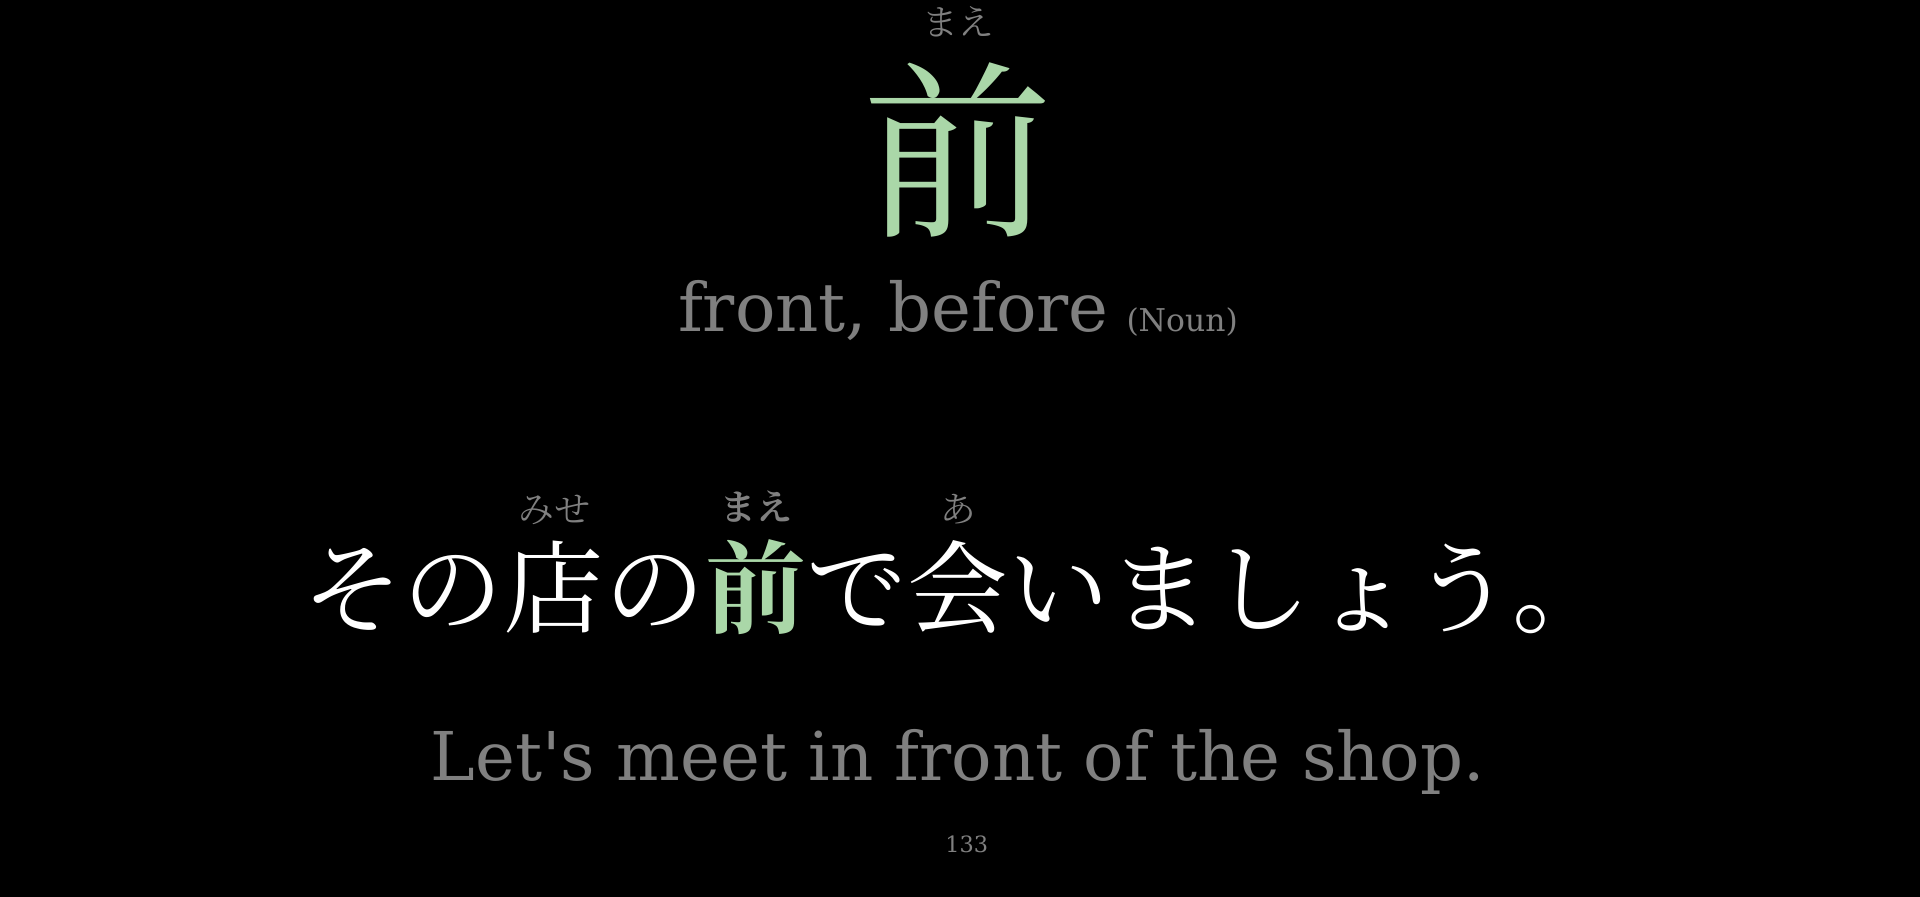 まえ
前
front, before (Noun)
みせ まえ あ
その店の前で会いましょう。
Let's meet in front of the shop.
133